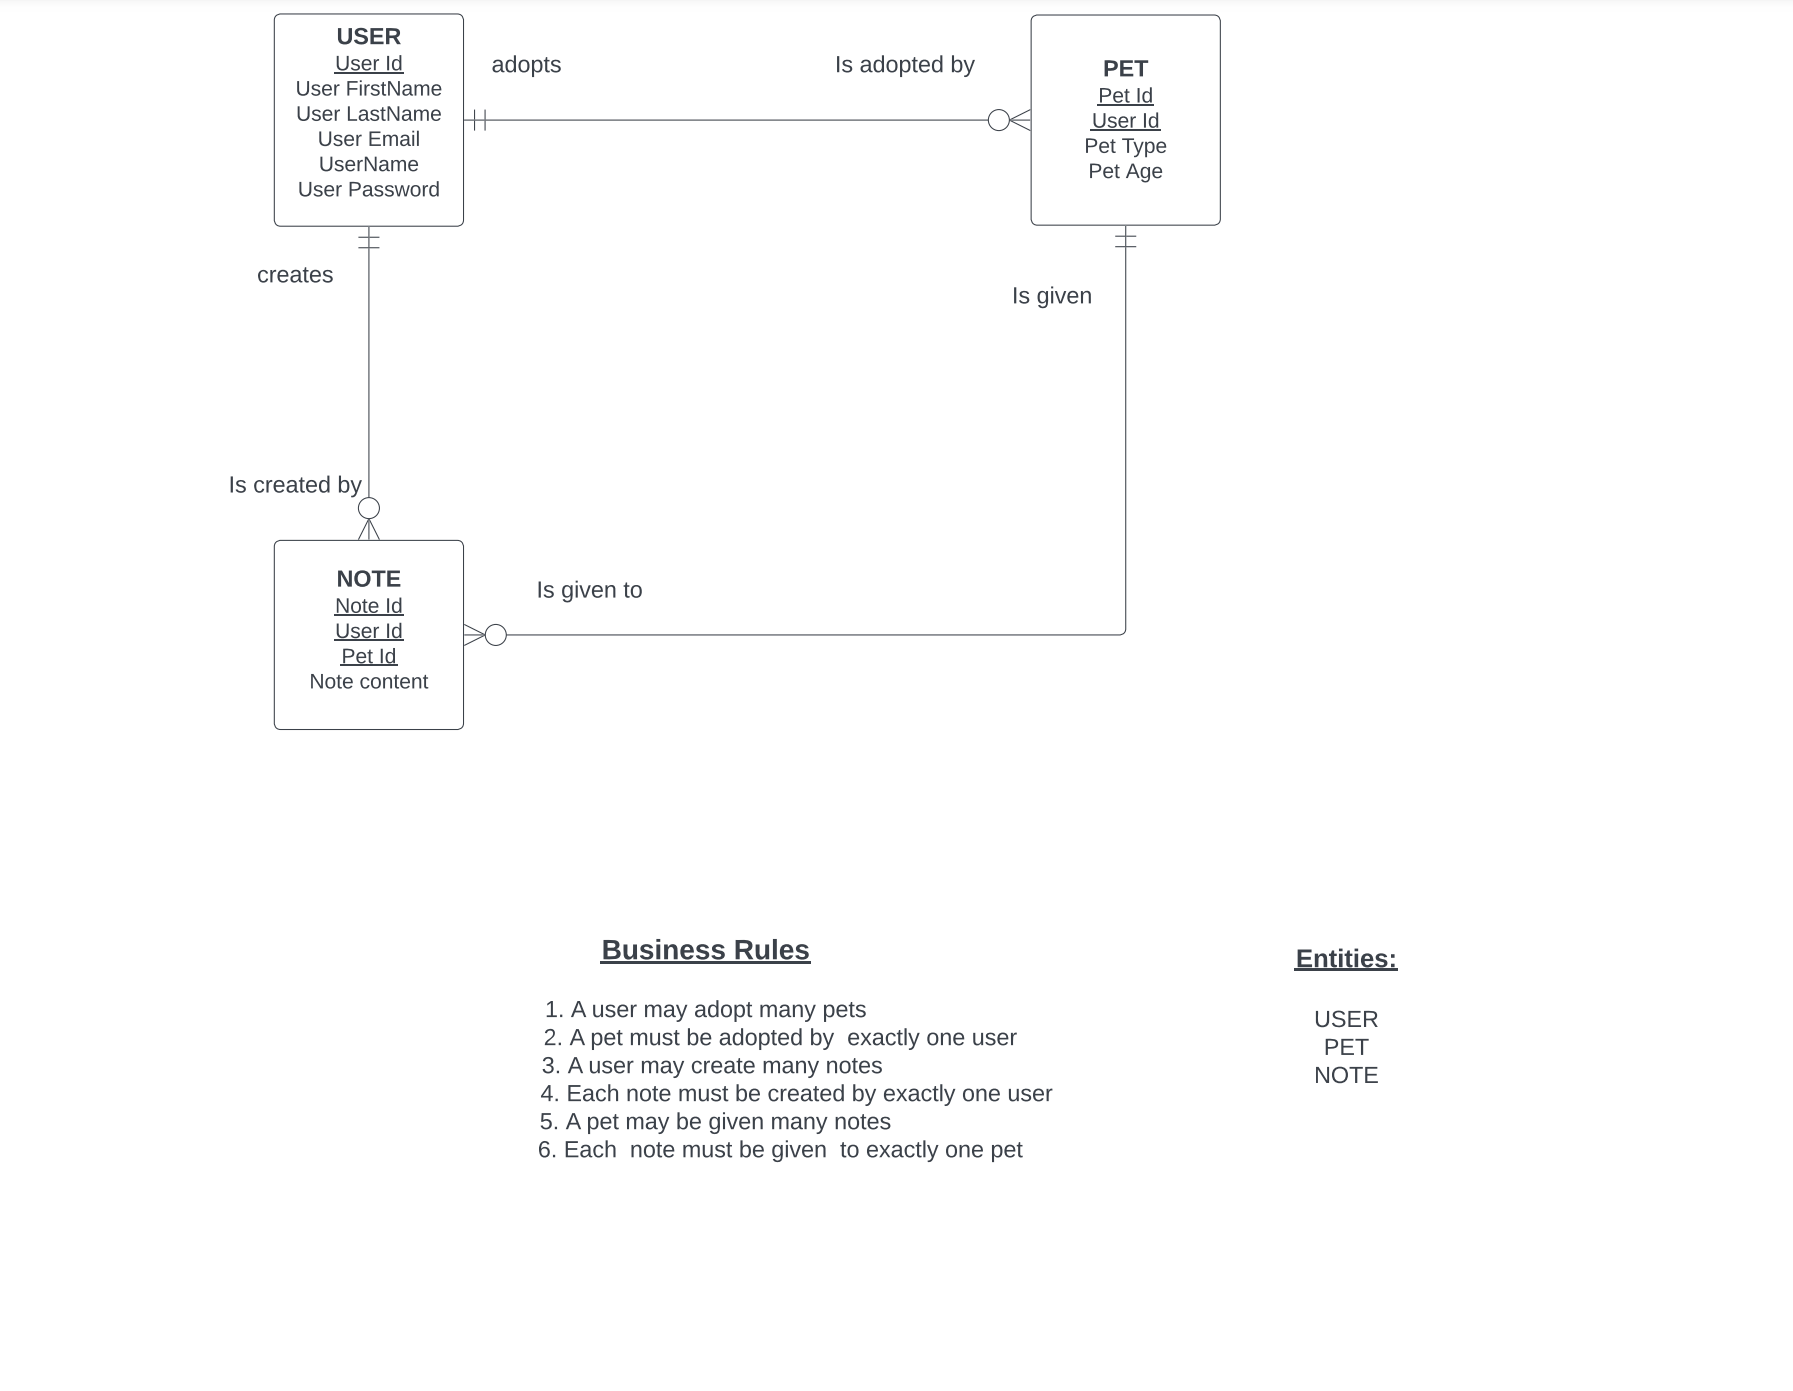 USER
User Id
User FirstName
User LastName
User Email
UserName
User Password
adopts
Is adopted by
PET
Pet Id
User Id
Pet Type
Pet Age
creates
Is given
Is created by
NOTE
Note Id
User Id
Pet Id
Note content
Is given to
Business Rules
1. A user may adopt many pets
2. A pet must be adopted by  exactly one user
3. A user may create many notes
4. Each note must be created by exactly one user
5. A pet may be given many notes
6. Each  note must be given  to exactly one pet
Entities:
USER
PET
NOTE